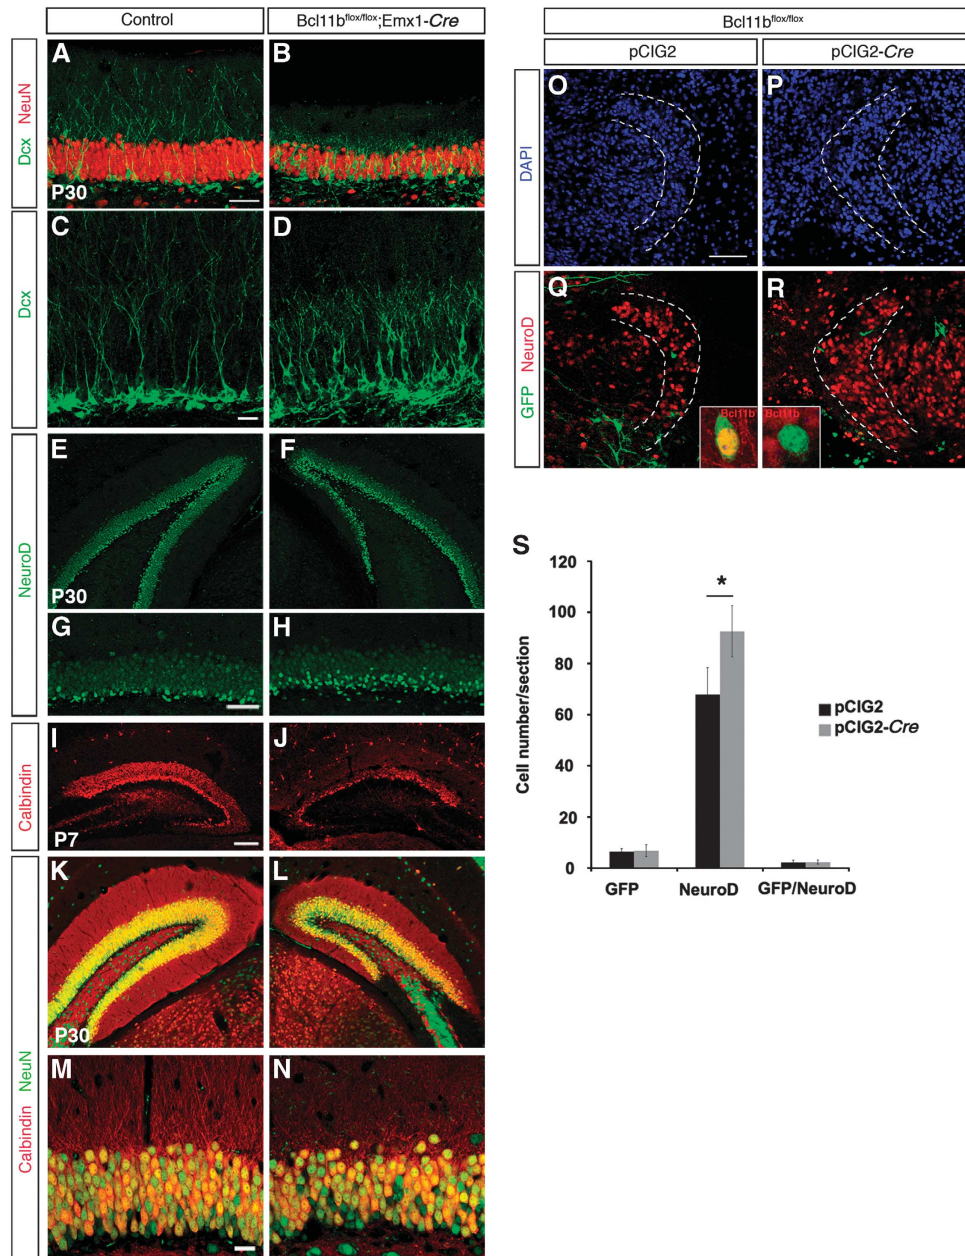 Control
Bcl11bflox/flox;Emx1-Cre
Dcx NeuN
A
B
P30
Dcx
C
D
NeuroD
E
F
P30
G
H
Calbindin
I
J
P7
Calbindin NeuN
K
L
P30
M
N
Bcl11bflox/flox
pCIG2
pCIG2-Cre
DAPI
O
P
GFP NeuroD
Q
R
Bcl11b
Bcl11b
S
Cell number/section
120
100
80
60
40
20
0
*
pCIG2
pCIG2-Cre
GFP
NeuroD
GFP/NeuroD